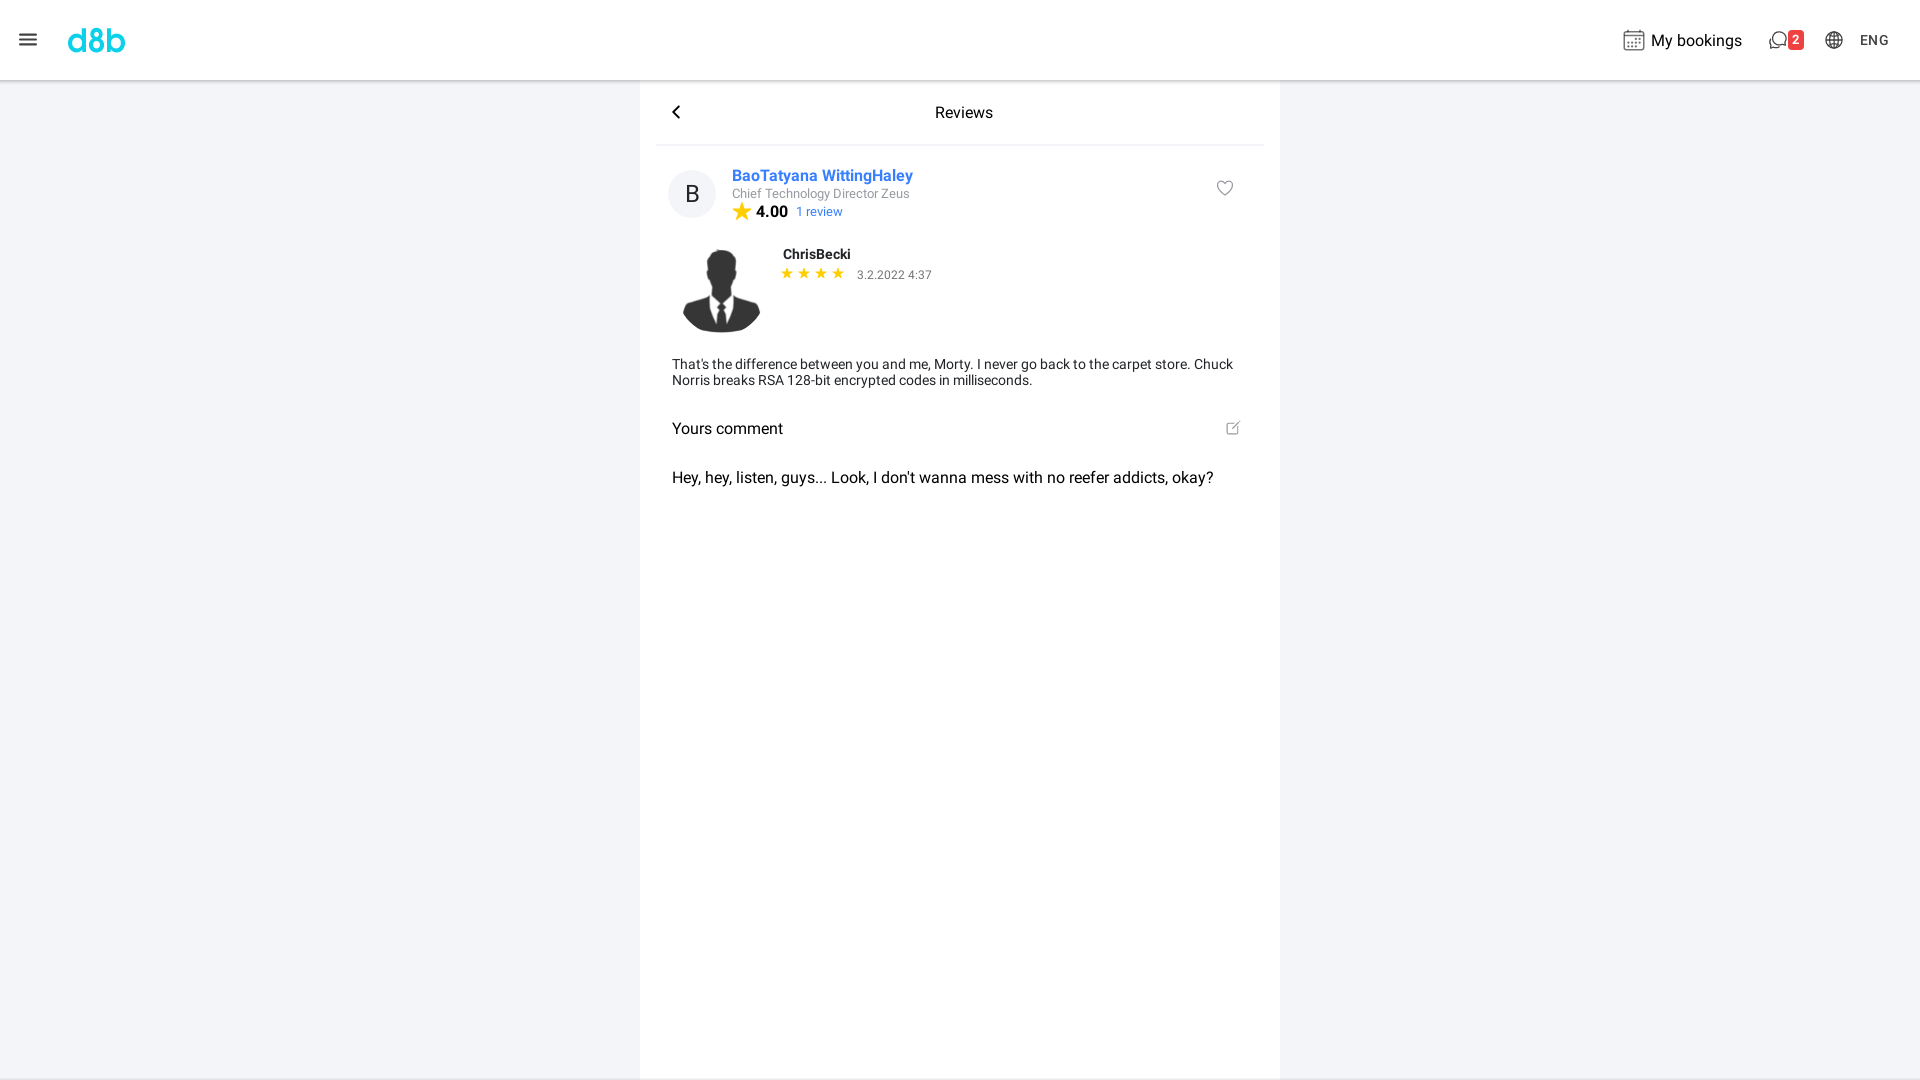 d8b
My bookings
2
ENG
Reviews
B
BaoTatyana WittingHaley
Chief Technology Director Zeus
4.00 1 review
ChrisBecki
3.2.2022 4:37
That's the difference between you and me, Morty. I never go back to the carpet store. Chuck
Norris breaks RSA 128-bit encrypted codes in milliseconds.
Yours comment
Hey, hey, listen, guys... Look, I don't wanna mess with no reefer addicts, okay?